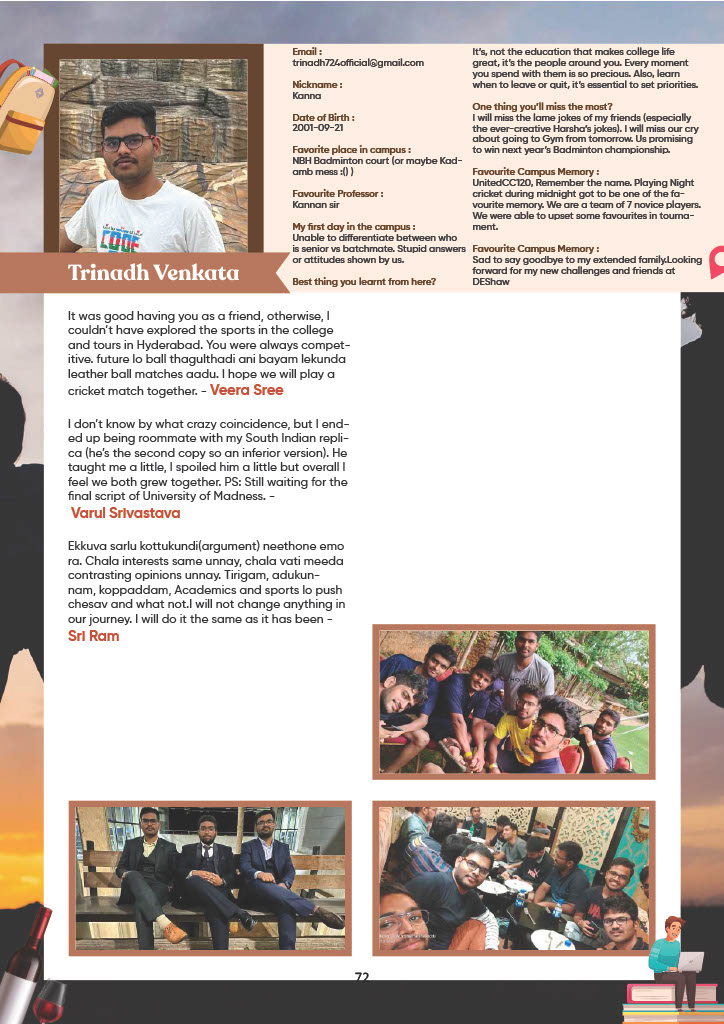 Email :
trinadh724official@gmail.com
Nickname :
Kanna
Date of Birth :
2001-09-21
Favorite place in campus :
NBH Badminton court (or maybe Kad-
amb mess :() )
Favourite Professor :
Kannan sir
My first day in the campus :
Unable to differentiate between who
is senior vs batchmate. Stupid answers
or attitudes shown by us.
Best thing you learnt from here?
It's, not the education that makes college life
great, it's the people around you. Every moment
you spend with them is so precious. Also, learn
when to leave or quit, it's essential to set priorities.
One thing you'll miss the most?
I will miss the lame jokes of my friends (especially
the ever-creative Harsha's jokes). I will miss our cry
about going to Gym from tomorrow. Us promising
to win next year's Badminton championship.
Favourite Campus Memory :
UnitedCC120, Remember the name. Playing Night
cricket during midnight got to be one of the fa-
vourite memory. We are a team of 7 novice players.
We were able to upset some favourites in tourna-
ment.
Favourite Campus Memory :
Sad to say goodbye to my extended family.Looking
forward for my new challenges and friends at
DEShaw
Trinadh Venkata
It was good having you as a friend, otherwise, I
couldn't have explored the sports in the college
and tours in Hyderabad. You were always compet-
itive. future lo ball thagulthadi ani bayam lekunda
leather ball matches aadu. I hope we will play a
cricket match together. - Veera Sree
I don't know by what crazy coincidence, but I end-
ed up being roommate with my South Indian repli-
ca (he's the second copy so an inferior version). He
taught me a little, I spoiled him a little but overall I
feel we both grew together. PS: Still waiting for the
final script of University of Madness. -
Varul Srivastava
Ekkuva sarlu kottukundi(argument) neethone emo
ra. Chala interests same unnay, chala vati meeda
contrasting opinions unnay. Tirigam, adukun-
nam, koppaddam, Academics and sports lo push
chesav and what not.I will not change anything in
our journey. I will do it the same as it has been -
Sri Ram
72